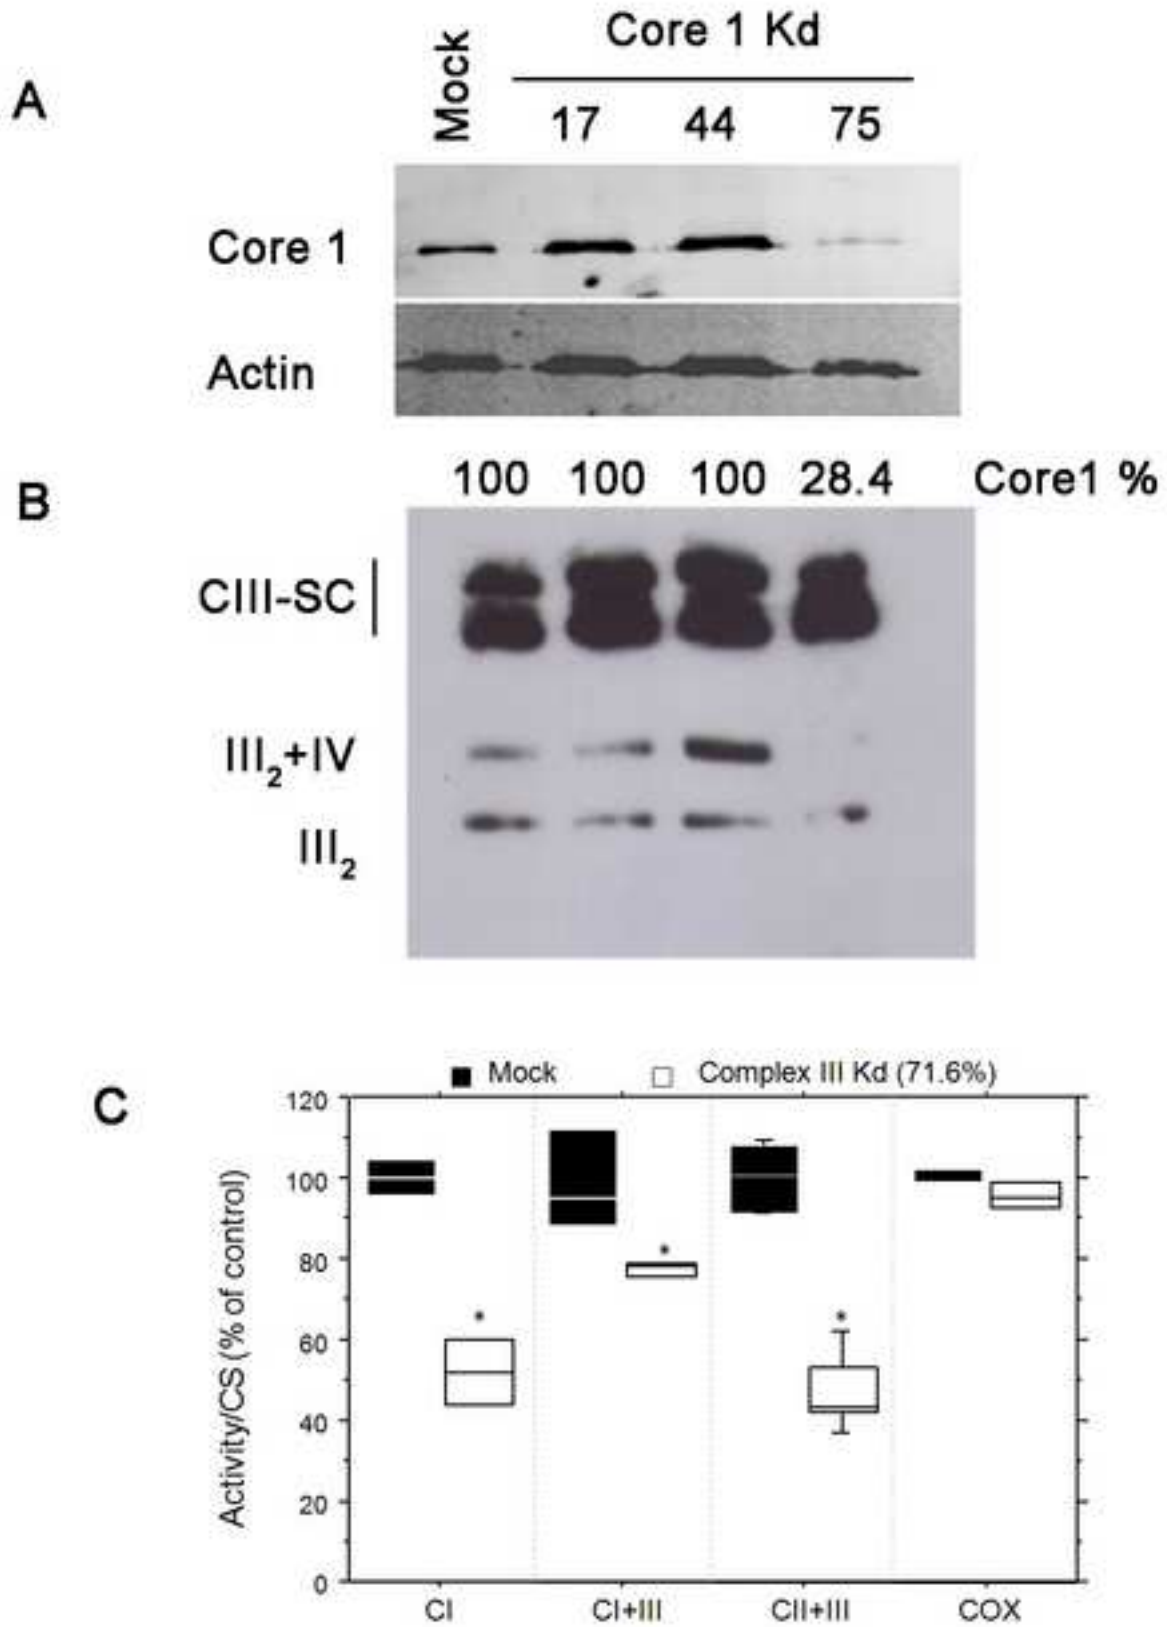 A
Mock
Core 1 Kd
17 44 75
Core 1
Actin
B
100 100 100 28.4 Core1 %
CIII-SC
III₂+IV
III₂
C
Mock Complex III Kd (71.6%)
Activity/CS (% of control)
120
100
80
60
40
20
0
* * *
CI CI+III CII+III COX